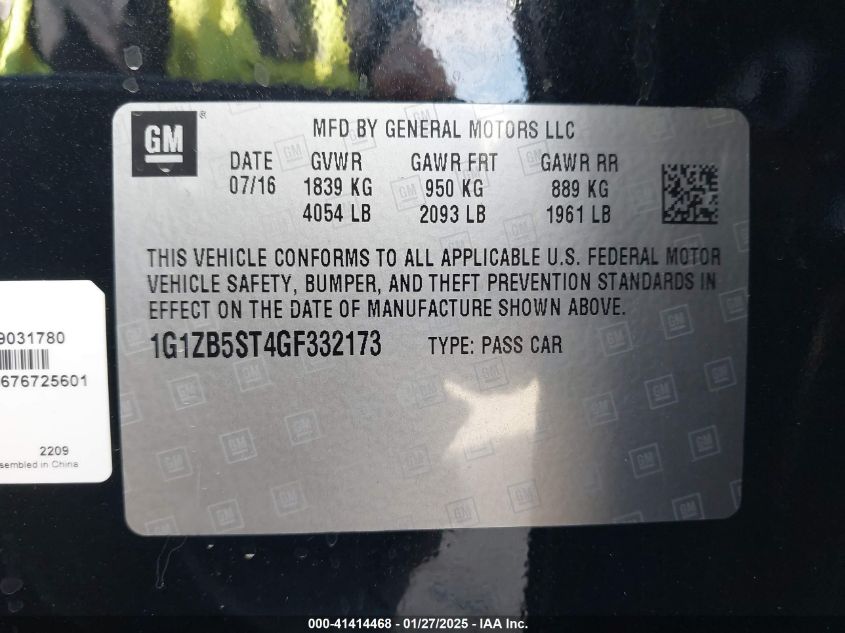 GM ®
MFD BY GENERAL MOTORS LLC
DATE GVWR GAWR FRT GAWR RR
07/16 1839 KG 950 KG 889 KG
4054 LB 2093 LB 1961 LB
THIS VEHICLE CONFORMS TO ALL APPLICABLE U.S. FEDERAL MOTOR
VEHICLE SAFETY, BUMPER, AND THEFT PREVENTION STANDARDS IN
EFFECT ON THE DATE OF MANUFACTURE SHOWN ABOVE.
1G1ZB5ST4GF332173 TYPE: PASS CAR
9031780
676725601
2209
sembled in China
000-41414468 - 01/27/2025 - IAA Inc.